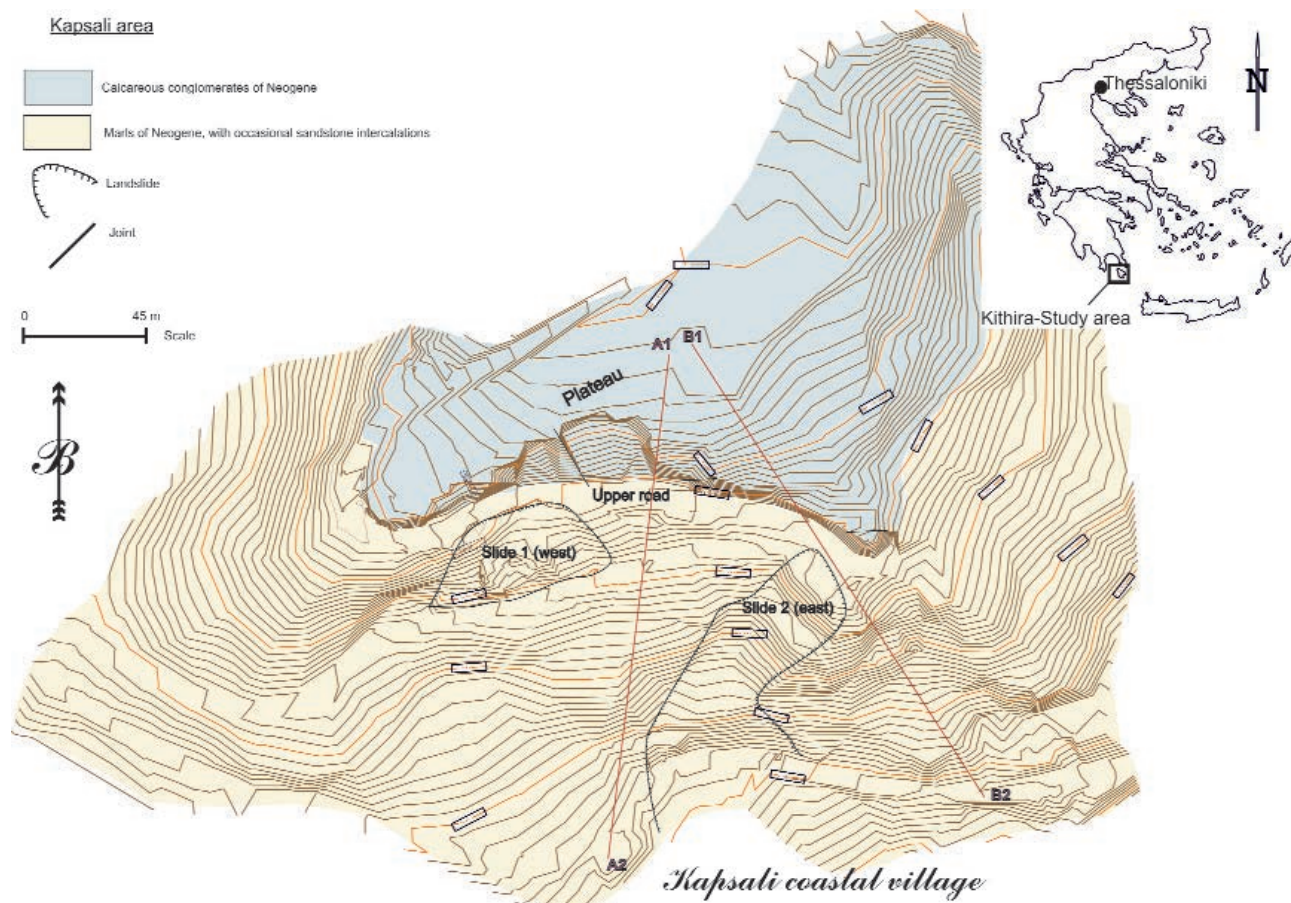 Kapsali area
Calcareous conglomerates of Neogene
Marls of Neogene, with occasional sandstone intercalations
Landslide
Joint
0 45 m
Scale
B
Thessaloniki
N
Kithira-Study area
A1
B1
Plateau
Upper road
Slide 1 (west)
Slide 2 (east)
A2
B2
Kapsali coastal village